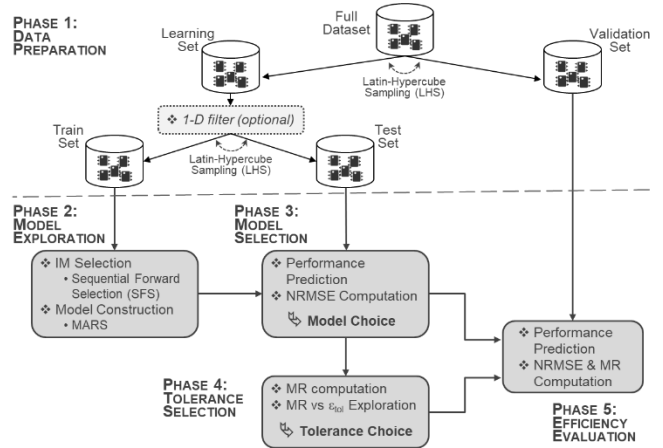 PHASE 1:
DATA
PREPARATION
Full
Dataset
Learning
Set
Validation
Set
Latin-Hypercube
Sampling (LHS)
❖ 1-D filter (optional)
Train
Set
Test
Set
Latin-Hypercube
Sampling (LHS)
PHASE 2:
MODEL
EXPLORATION
❖ IM Selection
• Sequential Forward
Selection (SFS)
❖ Model Construction
• MARS
PHASE 3:
MODEL
SELECTION
❖ Performance
Prediction
❖ NRMSE Computation
Model Choice
PHASE 4:
TOLERANCE
SELECTION
❖ MR computation
❖ MR vs εtol Exploration
Tolerance Choice
❖ Performance
Prediction
❖ NRMSE & MR
Computation
PHASE 5:
EFFICIENCY
EVALUATION